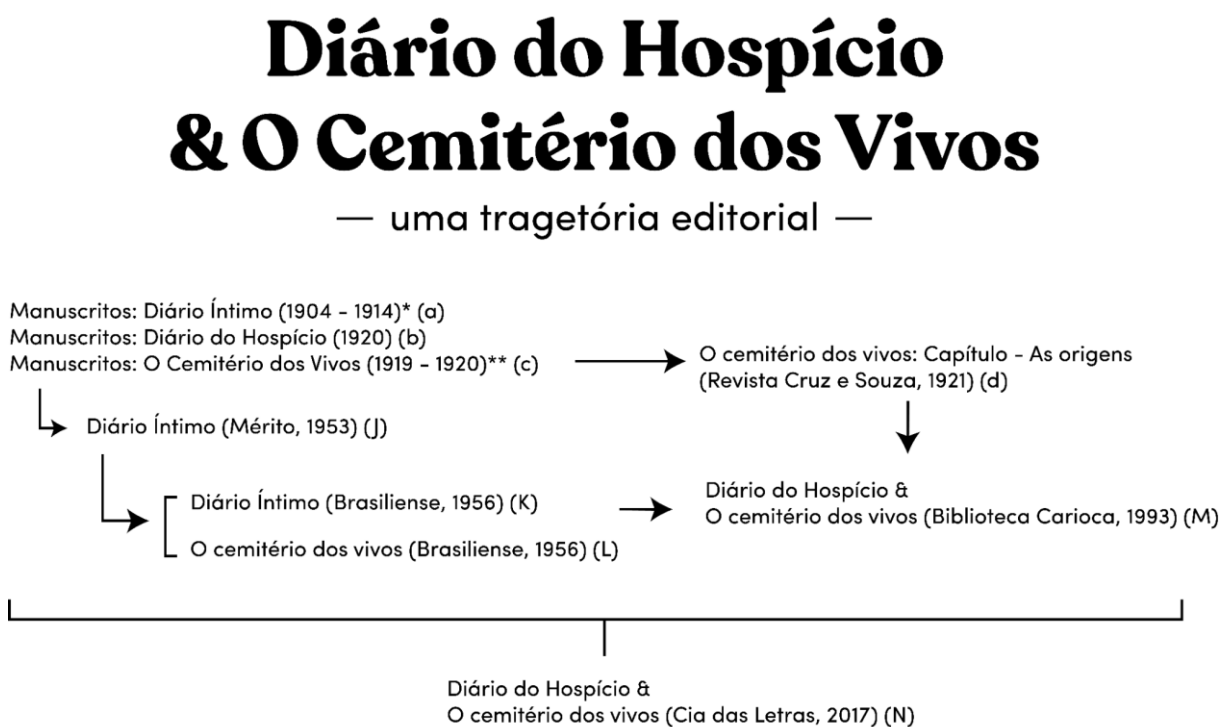 Diário do Hospício
& O Cemitério dos Vivos
— uma tragetória editorial —
Manuscritos: Diário Íntimo (1904 - 1914)* (a)
Manuscritos: Diário do Hospício (1920) (b)
Manuscritos: O Cemitério dos Vivos (1919 - 1920)** (c)
O cemitério dos vivos: Capítulo - As origens
(Revista Cruz e Souza, 1921) (d)
Diário Íntimo (Mérito, 1953) (J)
Diário Íntimo (Brasiliense, 1956) (K)
O cemitério dos vivos (Brasiliense, 1956) (L)
Diário do Hospício &
O cemitério dos vivos (Biblioteca Carioca, 1993) (M)
Diário do Hospício &
O cemitério dos vivos (Cia das Letras, 2017) (N)